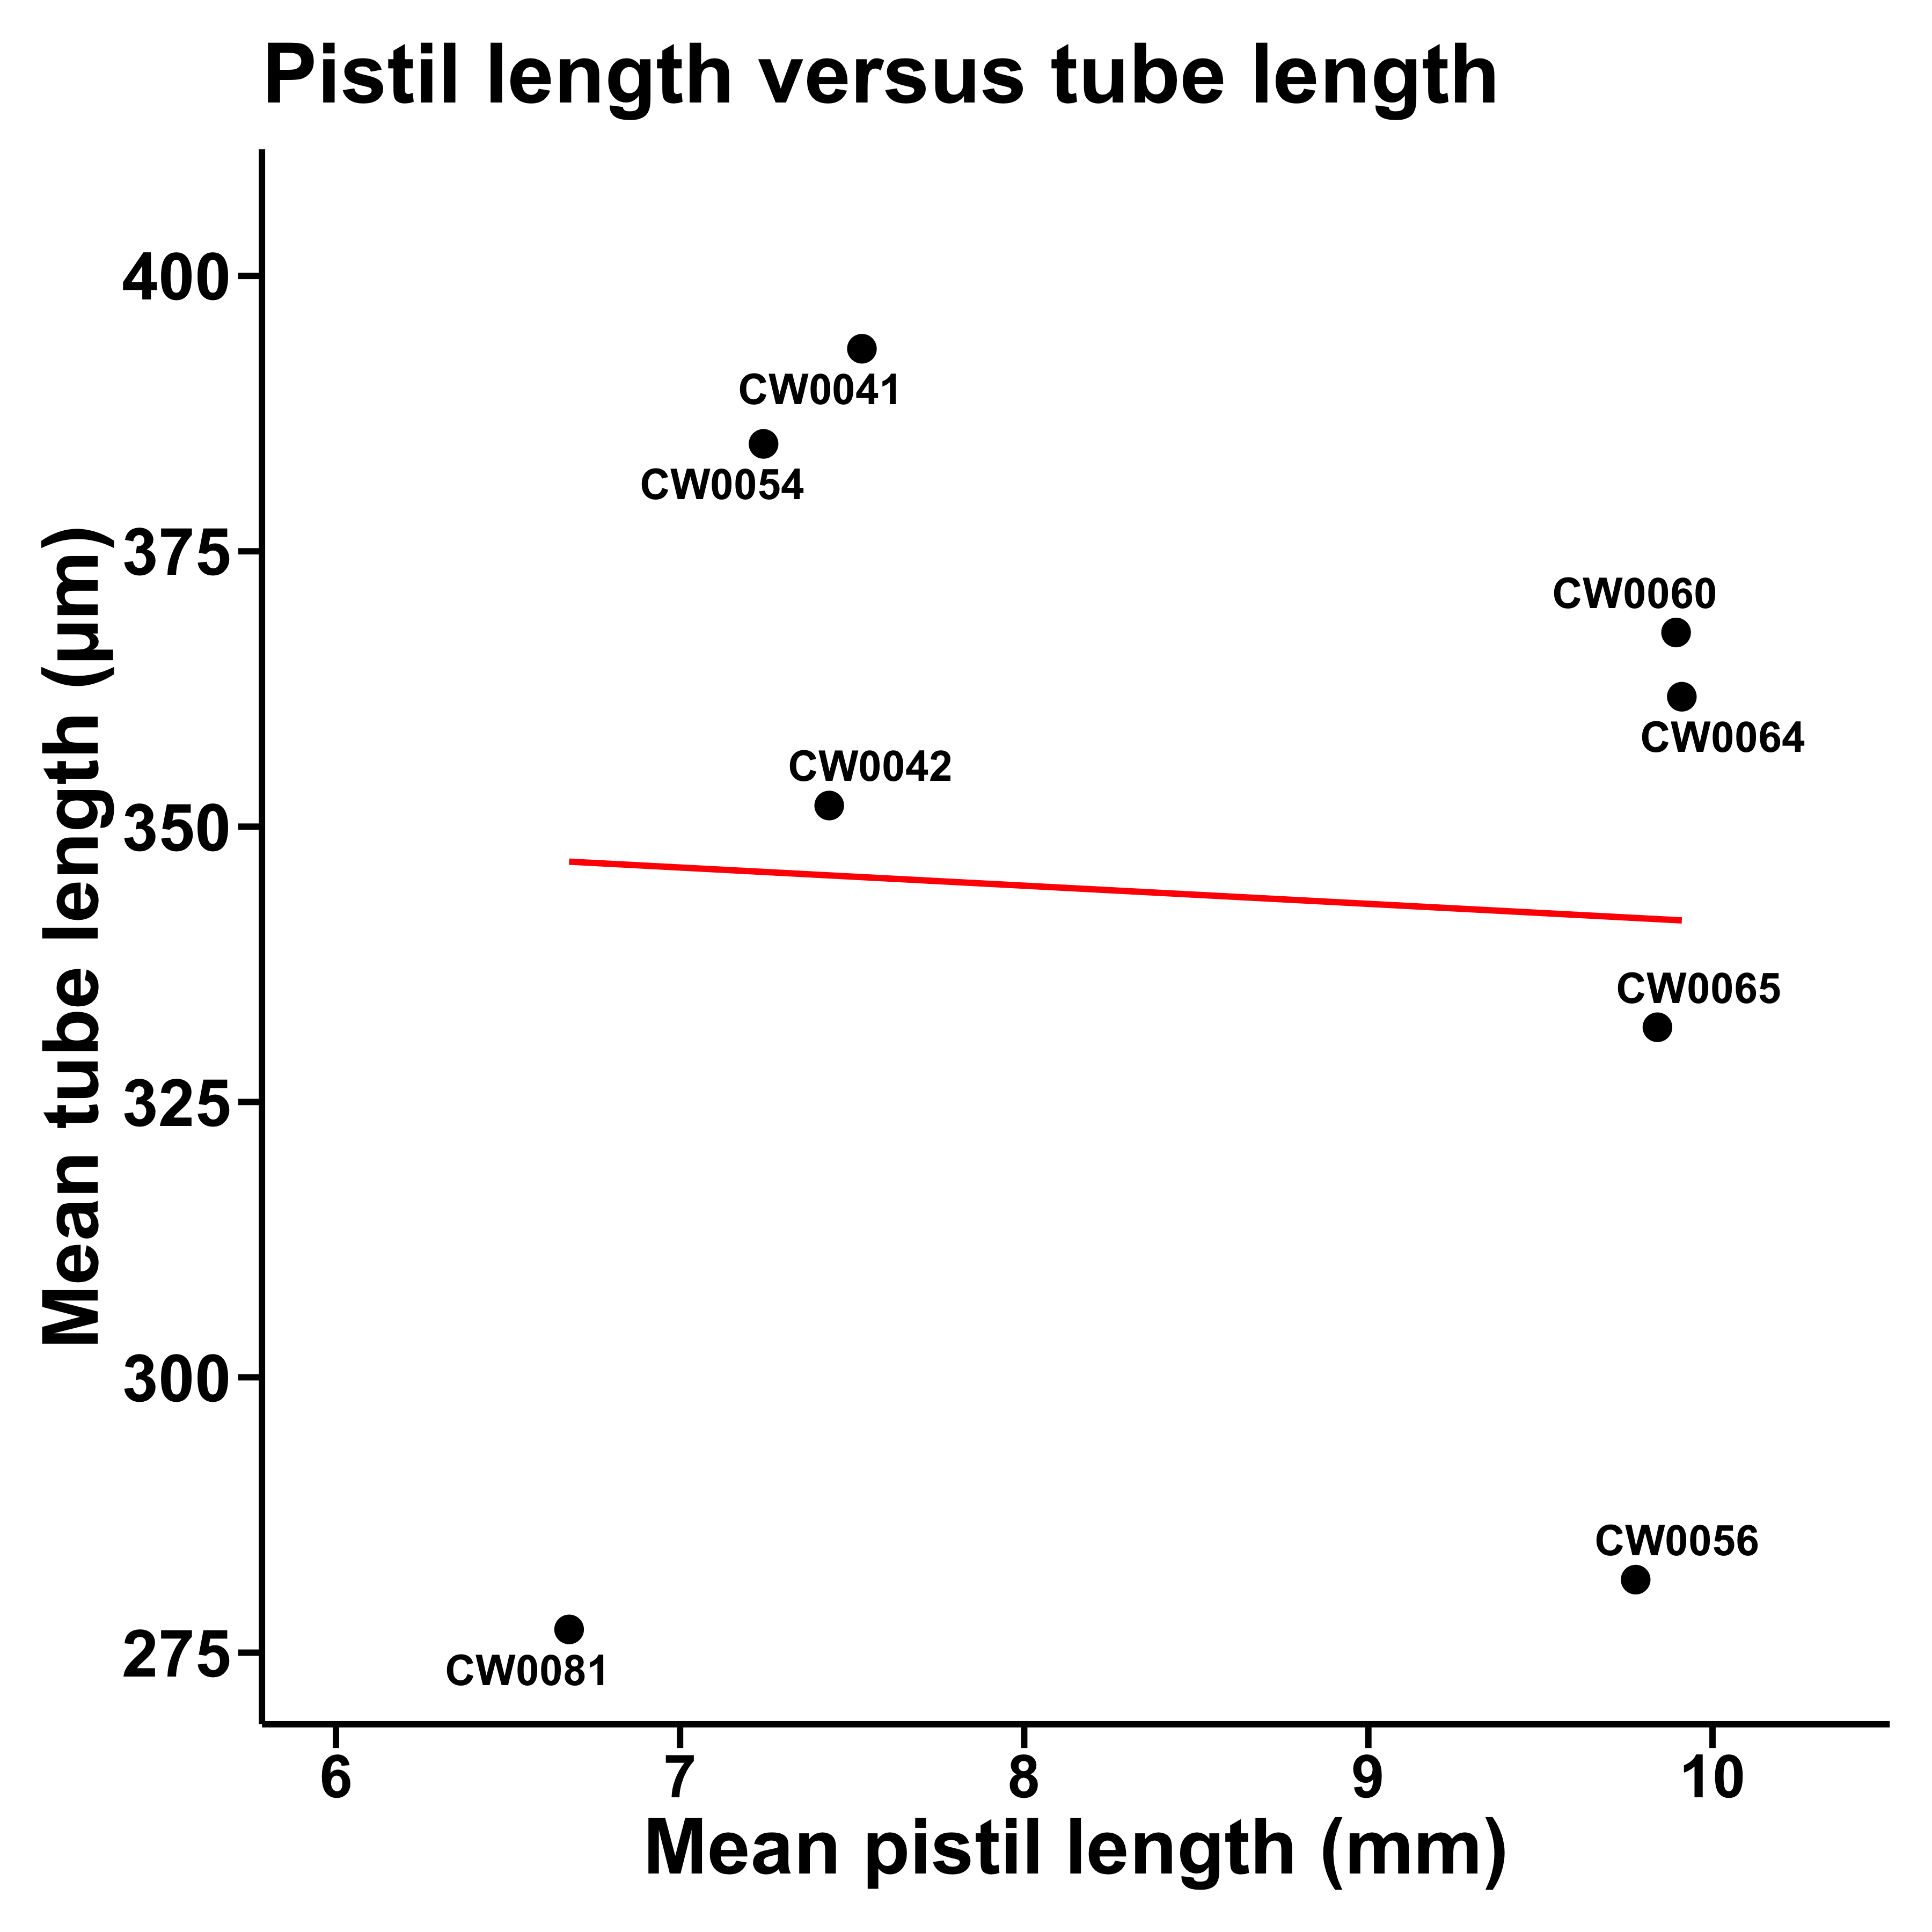 Pistil length versus tube length
400
375
350
325
300
275
Mean tube length (μm)
CW0041
CW0054
CW0060
CW0064
CW0042
CW0065
CW0056
CW0081
6 7 8 9 10
Mean pistil length (mm)